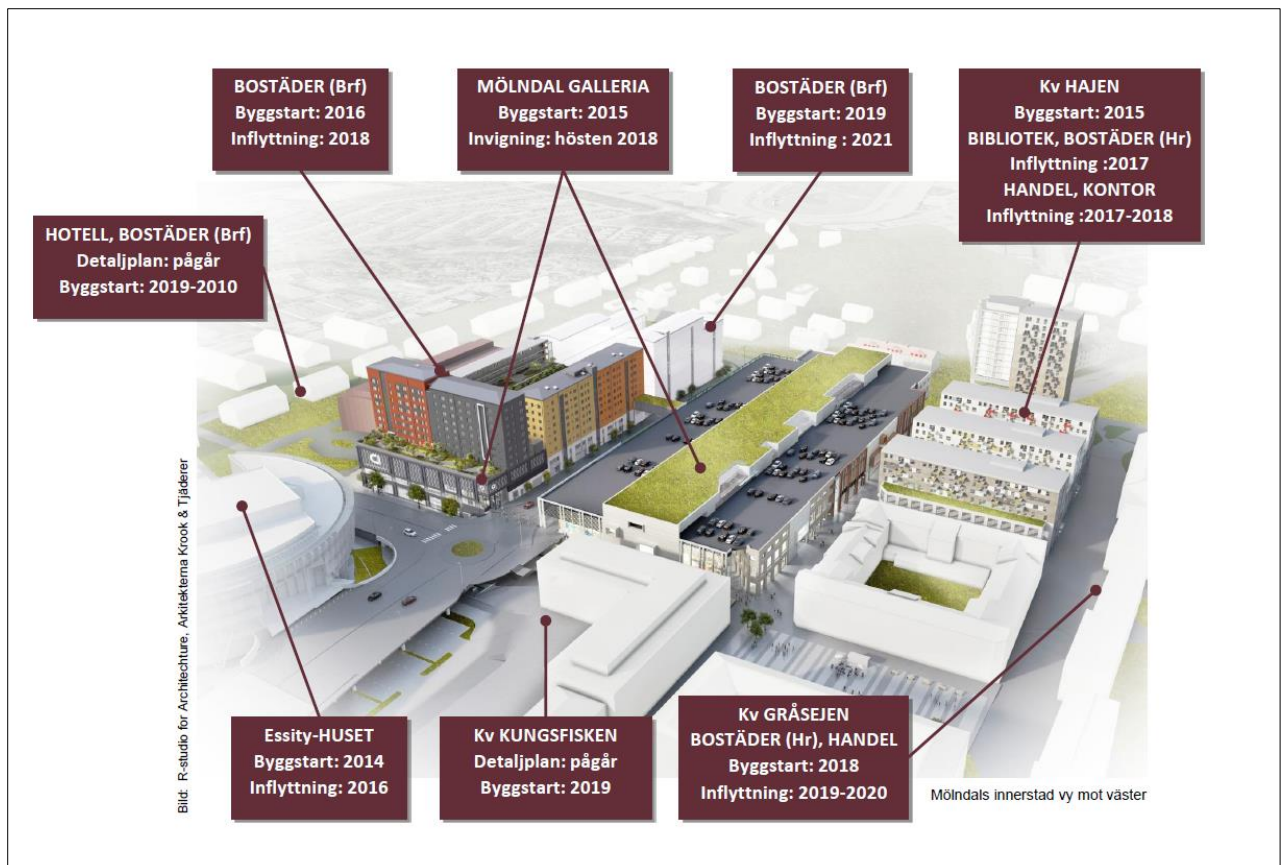 BOSTÄDER (Brf)
Byggstart: 2016
Inflyttning: 2018
MÖLNDAL GALLERIA
Byggstart: 2015
Invigning: hösten 2018
BOSTÄDER (Brf)
Byggstart: 2019
Inflyttning : 2021
Kv HAJEN
Byggstart: 2015
BIBLIOTEK, BOSTÄDER (Hr)
Inflyttning :2017
HANDEL, KONTOR
Inflyttning :2017-2018
HOTELL, BOSTÄDER (Brf)
Detaljplan: pågår
Byggstart: 2019-2010
Essity-HUSET
Byggstart: 2014
Inflyttning: 2016
Kv KUNGSFISKEN
Detaljplan: pågår
Byggstart: 2019
Kv GRÅSEJEN
BOSTÄDER (Hr), HANDEL
Byggstart: 2018
Inflyttning: 2019-2020
Bild: R-studio for Architechture, Arkitekterna Krook & Tjäderer
Mölndals innerstad vy mot väster